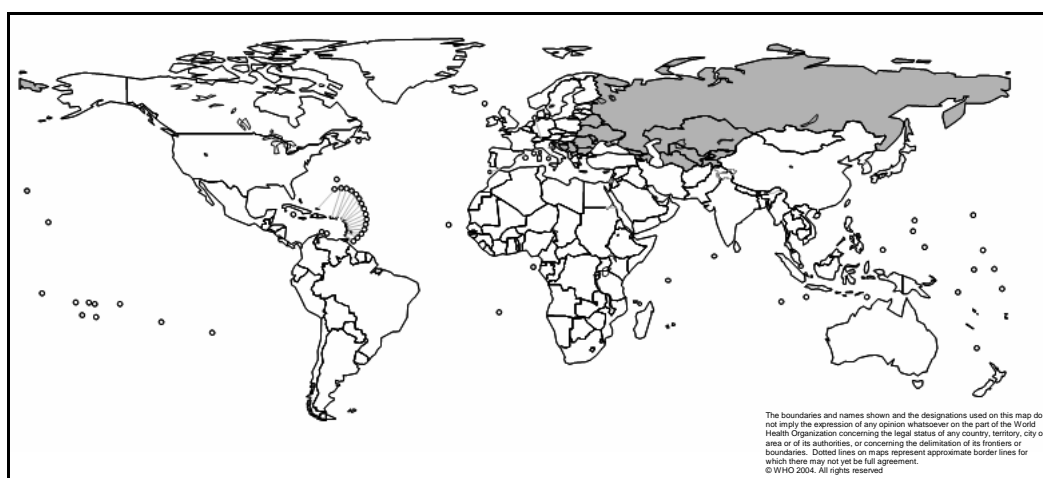 The boundaries and names shown and the designations used on this map do
not imply the expression of any opinion whatsoever on the part of the World
Health Organization concerning the legal status of any country, territory, city o
area or of its authorities, or concerning the delimitation of its frontiers or
boundaries. Dotted lines on maps represent approximate border lines for
which there may not yet be full agreement.
© WHO 2004. All rights reserved